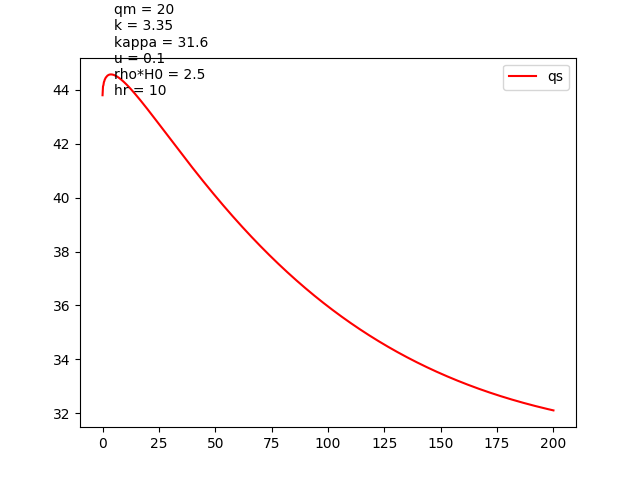 qm = 20
k = 3.35
kappa = 31.6
u = 0.1
rho*H0 = 2.5
hr = 10
qs
44
42
40
38
36
34
32
0 25 50 75 100 125 150 175 200